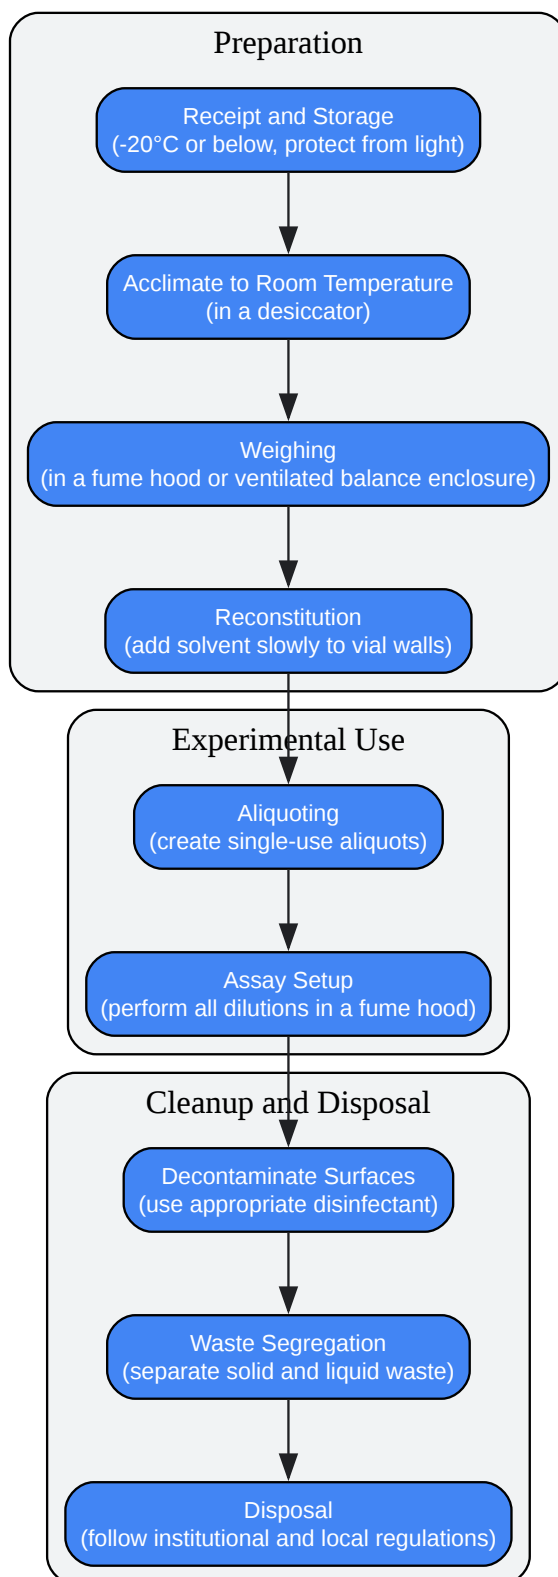 Preparation
Receipt and Storage
(-20°C or below, protect from light)
Acclimate to Room Temperature
(in a desiccator)
Weighing
(in a fume hood or ventilated balance enclosure)
Reconstitution
(add solvent slowly to vial walls)
Experimental Use
Aliquoting
(create single-use aliquots)
Assay Setup
(perform all dilutions in a fume hood)
Cleanup and Disposal
Decontaminate Surfaces
(use appropriate disinfectant)
Waste Segregation
(separate solid and liquid waste)
Disposal
(follow institutional and local regulations)